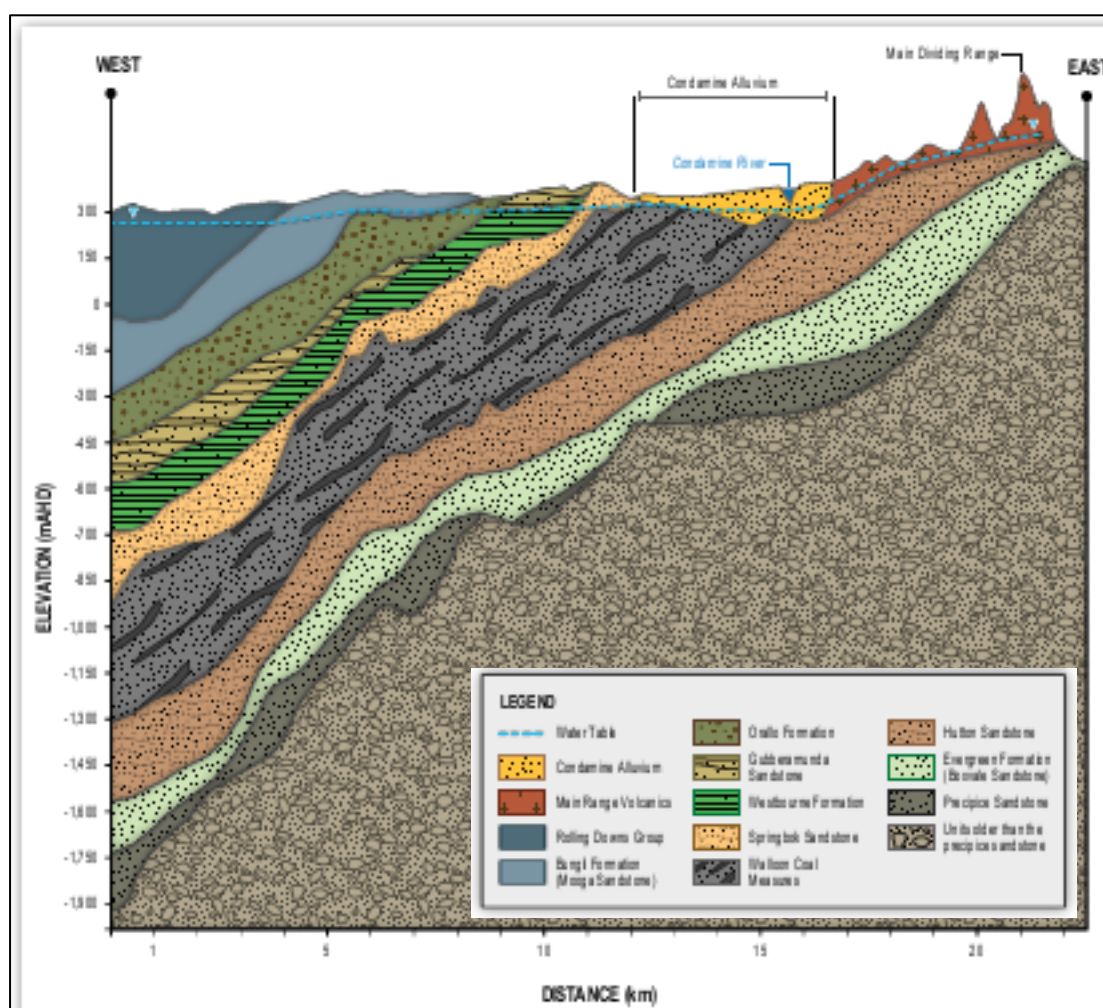 Main Dividing Range
WEST
EAST
Condamine Alluvium
Condamine River
300
150
0
-150
-300
-450
-600
-700
-850
-1,000
-1,150
-1,300
-1,450
-1,600
-1,750
-1,900
ELEVATION (mAHD)
1
5
10
15
20
DISTANCE (km)
LEGEND
Water Table
Condamine Alluvium
Main Range Volcanics
Rolling Downs Group
Bungil Formation
(Mooga Sandstone)
Orallo Formation
Gubberamunda
Sandstone
Westbourne Formation
Springbok Sandstone
Walloon Coal
Measures
Hutton Sandstone
Evergreen Formation
(Boxvale Sandstone)
Precipice Sandstone
Units older than the
precipice sandstone